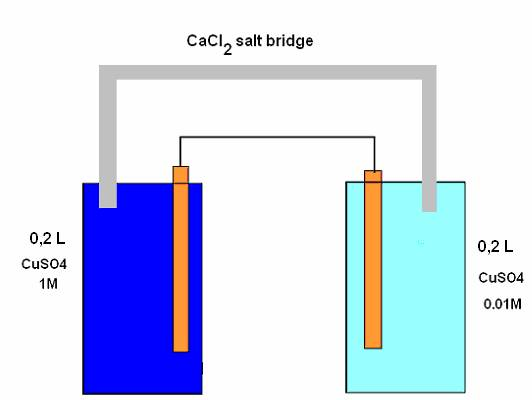 CaCl2 salt bridge
0,2 L
CuSO4
1M
0,2 L
CuSO4
0.01M